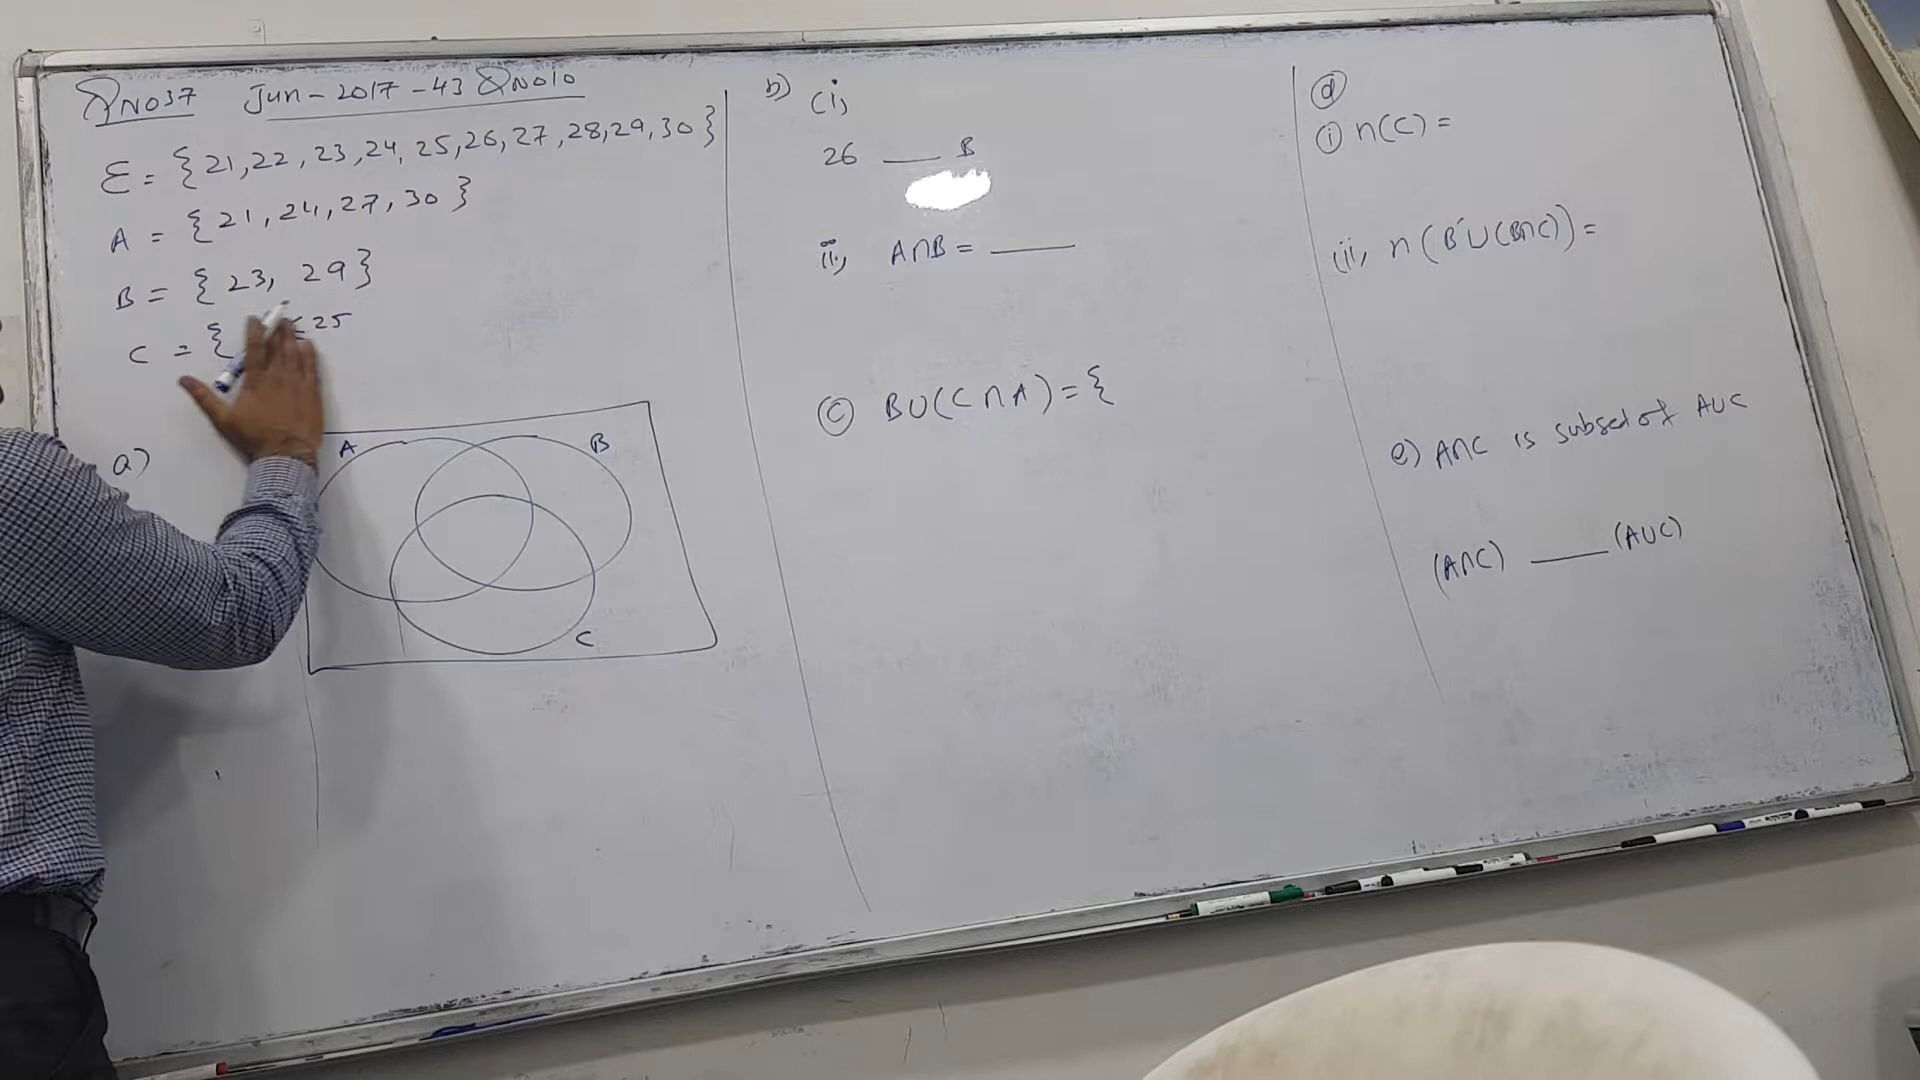 QNO37 Jun-2017-43 QNO10
ℰ = {21,22,23,24,25,26,27,28,29,30}
A = {21,24,27,30}
B = {23, 29}
C = { ≤25
a)
A
B
C
b) (i)
26 ___ B
ii) A∩B = ___
(c) B∪(C∩A) = {
(d)
(i) n(C) =
(ii) n(B′∪(B∩C)) =
e) A∩C is subset of A∪C
(A∩C) ___ (A∪C)